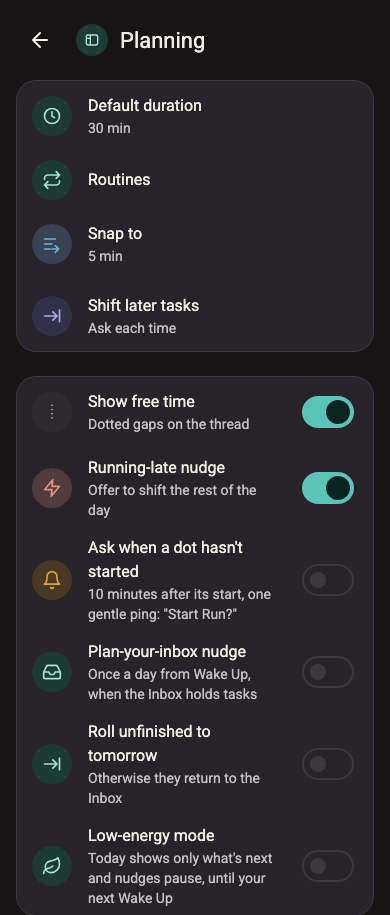 Planning
Default duration
30 min
Routines
Snap to
5 min
Shift later tasks
Ask each time
Show free time
Dotted gaps on the thread
Running-late nudge
Offer to shift the rest of the
day
Ask when a dot hasn't
started
10 minutes after its start, one
gentle ping: "Start Run?"
Plan-your-inbox nudge
Once a day from Wake Up,
when the Inbox holds tasks
Roll unfinished to
tomorrow
Otherwise they return to the
Inbox
Low-energy mode
Today shows only what's next
and nudges pause, until your
next Wake Up